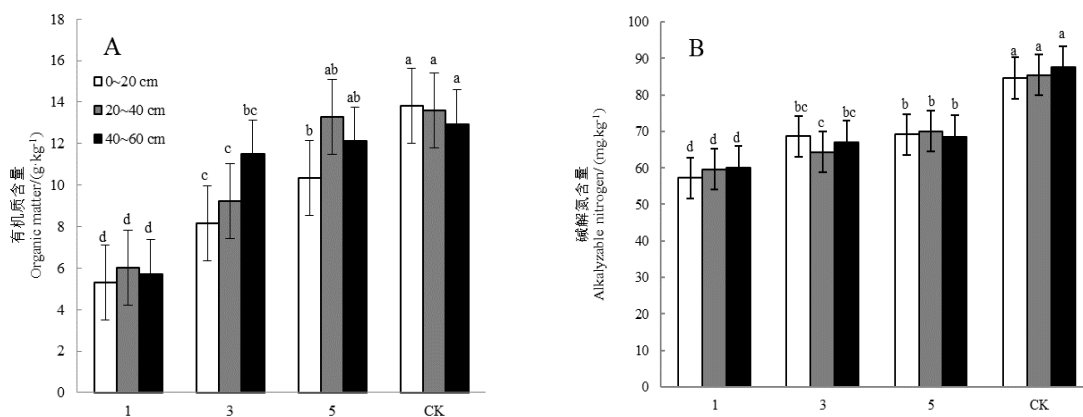 18
16
14
12
10
8
6
4
2
0
有机质含量
Organic matter/(g·kg-1)
A
0~20 cm
20~40 cm
40~60 cm
d d d
c c bc
b ab ab
a a a
1 3 5 CK
100
90
80
70
60
50
40
30
20
10
0
碱解氮含量
Alkalyzable nitrogen/ (mg.kg-1)
B
d d d
bc c bc
b b b
a a a
1 3 5 CK